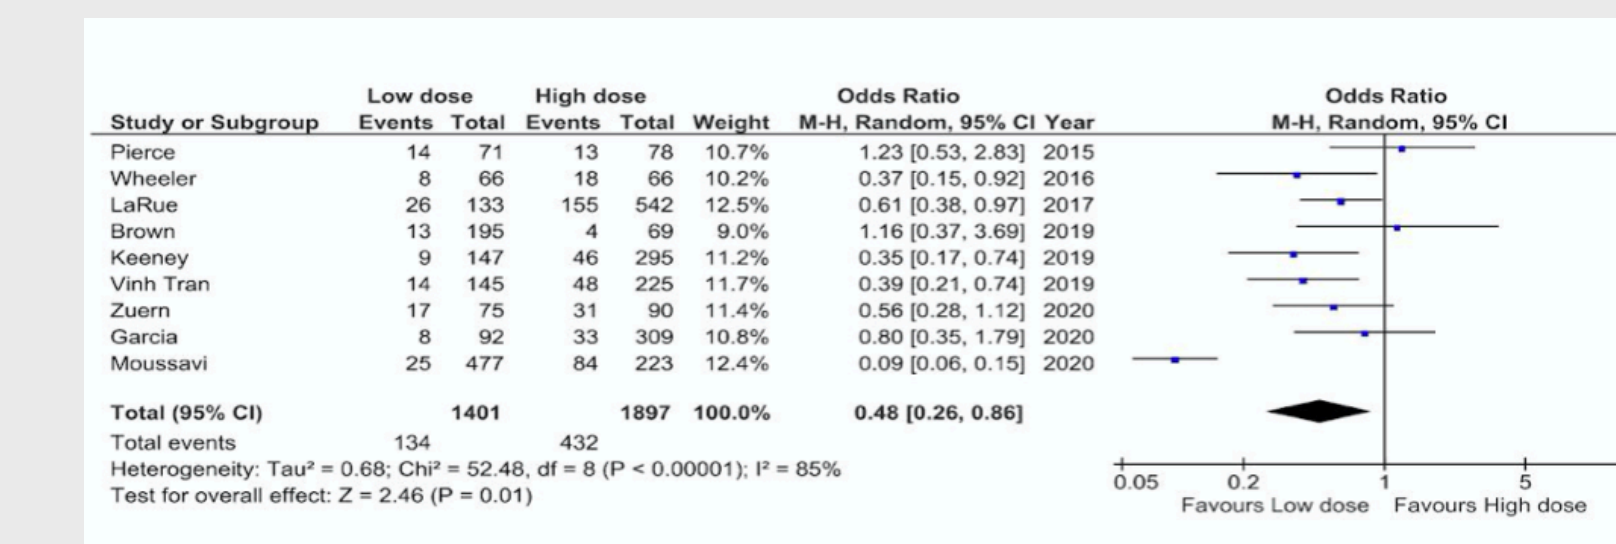 Low dose High dose Odds Ratio Odds Ratio
Study or Subgroup Events Total Events Total Weight M-H, Random, 95% CI Year M-H, Random, 95% CI
Pierce 14 71 13 78 10.7% 1.23 [0.53, 2.83] 2015
Wheeler 8 66 18 66 10.2% 0.37 [0.15, 0.92] 2016
LaRue 26 133 155 542 12.5% 0.61 [0.38, 0.97] 2017
Brown 13 195 4 69 9.0% 1.16 [0.37, 3.69] 2019
Keeney 9 147 46 295 11.2% 0.35 [0.17, 0.74] 2019
Vinh Tran 14 145 48 225 11.7% 0.39 [0.21, 0.74] 2019
Zuern 17 75 31 90 11.4% 0.56 [0.28, 1.12] 2020
Garcia 8 92 33 309 10.8% 0.80 [0.35, 1.79] 2020
Moussavi 25 477 84 223 12.4% 0.09 [0.06, 0.15] 2020
Total (95% CI) 1401 1897 100.0% 0.48 [0.26, 0.86]
Total events 134 432
Heterogeneity: Tau² = 0.68; Chi² = 52.48, df = 8 (P < 0.00001); I² = 85%
Test for overall effect: Z = 2.46 (P = 0.01)
0.05 0.2 1 5
Favours Low dose Favours High dose